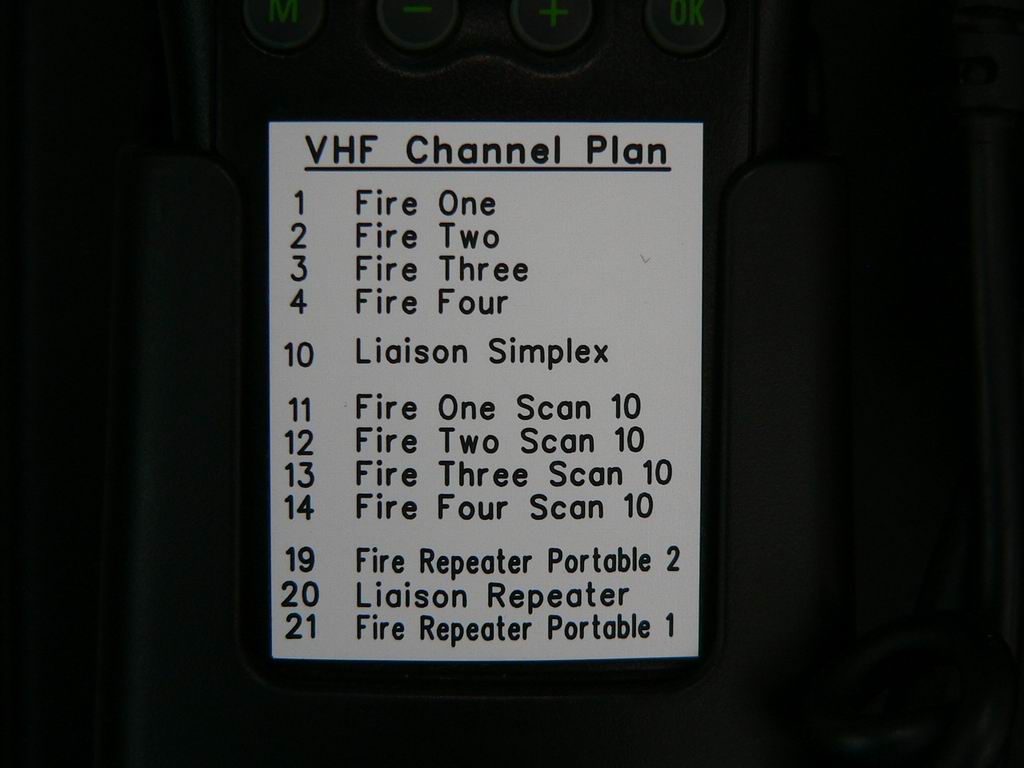 M - + OK
VHF Channel Plan
1 Fire One
2 Fire Two
3 Fire Three
4 Fire Four
10 Liaison Simplex
11 Fire One Scan 10
12 Fire Two Scan 10
13 Fire Three Scan 10
14 Fire Four Scan 10
19 Fire Repeater Portable 2
20 Liaison Repeater
21 Fire Repeater Portable 1